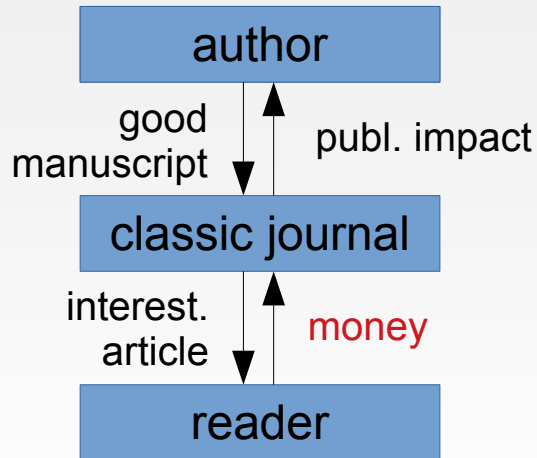 author
good
manuscript
publ. impact
classic journal
interest.
article
money
reader